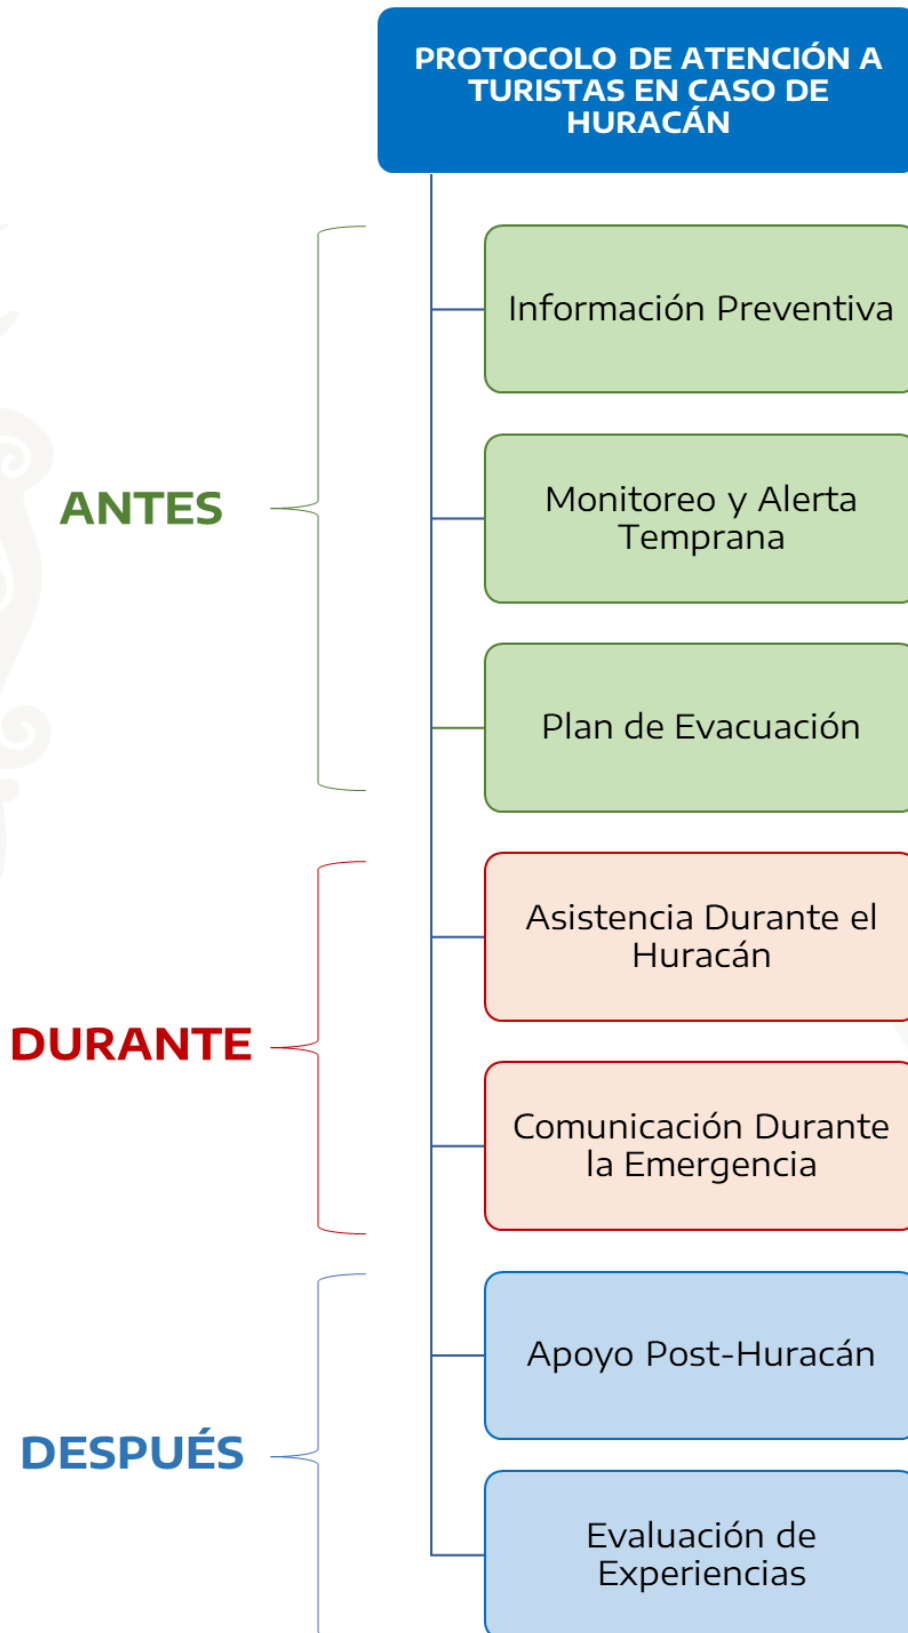 PROTOCOLO DE ATENCIÓN A
TURISTAS EN CASO DE
HURACÁN
ANTES
Información Preventiva
Monitoreo y Alerta
Temprana
Plan de Evacuación
DURANTE
Asistencia Durante el
Huracán
Comunicación Durante
la Emergencia
DESPUÉS
Apoyo Post-Huracán
Evaluación de
Experiencias